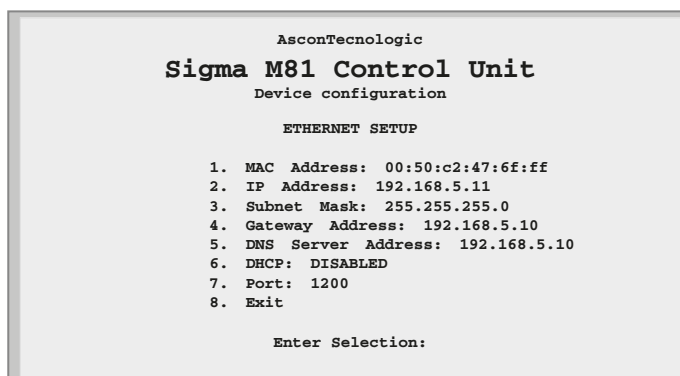 AsconTecnologic
Sigma M81 Control Unit
Device configuration
ETHERNET SETUP
1. MAC Address: 00:50:c2:47:6f:ff
2. IP Address: 192.168.5.11
3. Subnet Mask: 255.255.255.0
4. Gateway Address: 192.168.5.10
5. DNS Server Address: 192.168.5.10
6. DHCP: DISABLED
7. Port: 1200
8. Exit
Enter Selection: